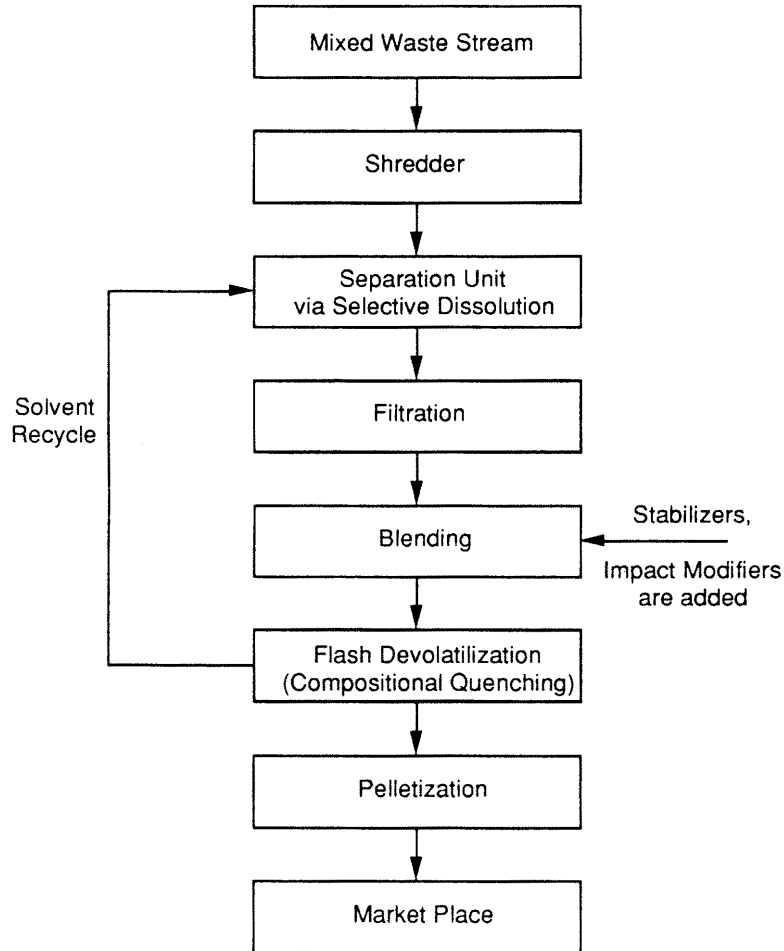 Mixed Waste Stream
Shredder
Separation Unit
via Selective Dissolution
Solvent
Recycle
Filtration
Blending
Stabilizers,
Impact Modifiers
are added
Flash Devolatilization
(Compositional Quenching)
Pelletization
Market Place